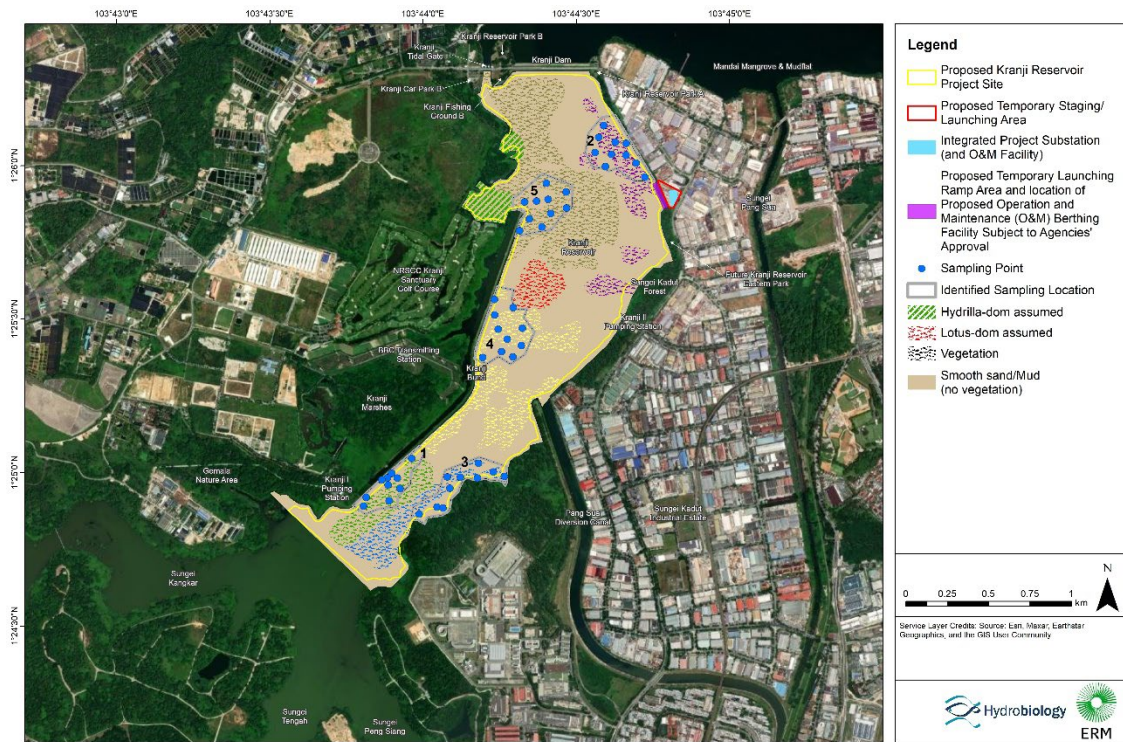 103°43'0"E
103°43'30"E
103°44'0"E
103°44'30"E
103°45'0"E
1°26'0"N
1°25'0"N
1°24'30"N
Kranji Reservoir Park B
Kranji
Tidal Gate
Kranji Dam
Mandai Mangrove & Mudflat
Kranji Car Park B
Kranji Reservoir Park A
Kranji Fishing
Ground B
2
5
Sungei
Pang Sua
Kranji
Reservoir
NRSCC Kranji
Sanctuary
Golf Course
Sungei Kadut
Forest
Future Kranji Reservoir
Eastern Park
Kranji II
Pumping Station
4
BBC Transmitting
Station
Kranji
Bund
Kranji
Marshes
1
3
Gemala
Nature Area
Kranji I
Pumping
Station
Pang Sua
Diversion Canal
Sungei Kadut
Industrial Estate
Sungei
Kangkar
Sungei
Tengah
Sungei
Peng Siang
Legend
Proposed Kranji Reservoir
Project Site
Proposed Temporary Staging/
Launching Area
Integrated Project Substation
(and O&M Facility)
Proposed Temporary Launching
Ramp Area and location of
Proposed Operation and
Maintenance (O&M) Berthing
Facility Subject to Agencies'
Approval
Sampling Point
Identified Sampling Location
Hydrilla-dom assumed
Lotus-dom assumed
Vegetation
Smooth sand/Mud
(no vegetation)
N
0 0.25 0.5 0.75 1
km
Service Layer Credits: Source: Esri, Maxar, Earthstar
Geographics, and the GIS User Community
Hydrobiology
ERM